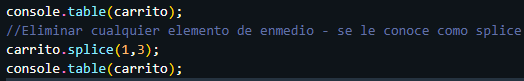 console.table(carrito);
//Eliminar cualquier elemento de enmedio - se le conoce como splice
carrito.splice(1,3);
console.table(carrito);